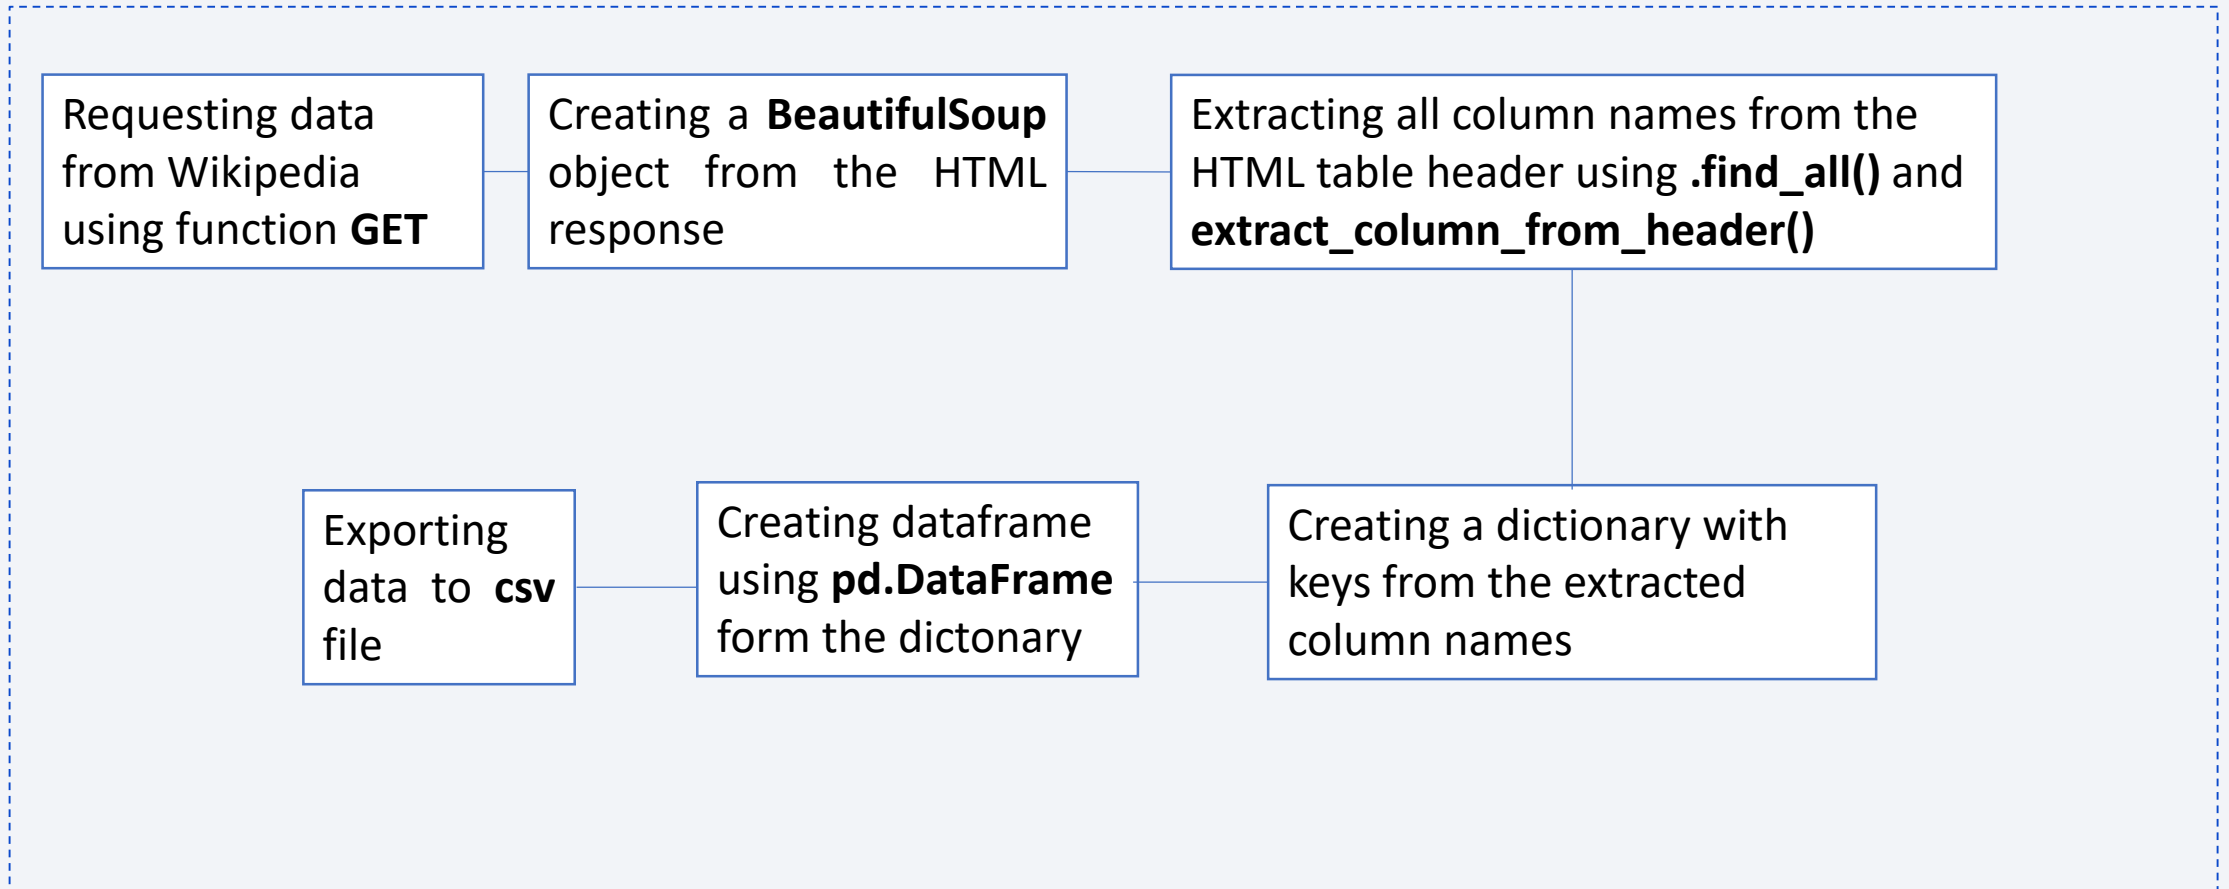 Requesting data
from Wikipedia
using function GET
Creating a BeautifulSoup
object from the HTML
response
Extracting all column names from the
HTML table header using .find_all() and
extract_column_from_header()
Creating a dictionary with
keys from the extracted
column names
Creating dataframe
using pd.DataFrame
form the dictonary
Exporting
data to csv
file